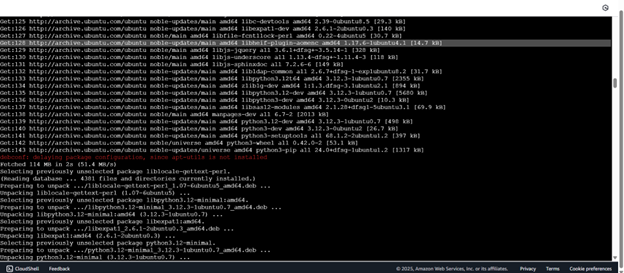 Get:125 http://archive.ubuntu.com/ubuntu noble-updates/main amd64 libc-devtools amd64 2.39-0ubuntu8.5 [29.3 kB]
Get:126 http://archive.ubuntu.com/ubuntu noble-updates/main amd64 libexpat1-dev amd64 2.6.1-2ubuntu0.3 [140 kB]
Get:127 http://archive.ubuntu.com/ubuntu noble/main amd64 libfile-fcntllock-perl amd64 0.22-4ubuntu5 [30.7 kB]
Get:128 http://archive.ubuntu.com/ubuntu noble-updates/main amd64 libheif-plugin-aomenc amd64 1.17.6-1ubuntu4.1 [14.7 kB]
Get:129 http://archive.ubuntu.com/ubuntu noble/main amd64 libjs-jquery all 3.6.1+dfsg+~3.5.14-1 [328 kB]
Get:130 http://archive.ubuntu.com/ubuntu noble/main amd64 libjs-underscore all 1.13.4~dfsg+~1.11.4-3 [118 kB]
Get:131 http://archive.ubuntu.com/ubuntu noble/main amd64 libjs-sphinxdoc all 7.2.6-6 [149 kB]
Get:132 http://archive.ubuntu.com/ubuntu noble-updates/main amd64 libldap-common all 2.6.7+dfsg-1~exp1ubuntu8.2 [31.7 kB]
Get:133 http://archive.ubuntu.com/ubuntu noble-updates/main amd64 libpython3.12t64 amd64 3.12.3-1ubuntu0.7 [2355 kB]
Get:134 http://archive.ubuntu.com/ubuntu noble-updates/main amd64 zlib1g-dev amd64 1:1.3.dfsg-3.1ubuntu2.1 [894 kB]
Get:135 http://archive.ubuntu.com/ubuntu noble-updates/main amd64 libpython3.12-dev amd64 3.12.3-1ubuntu0.7 [5680 kB]
Get:136 http://archive.ubuntu.com/ubuntu noble-updates/main amd64 libpython3-dev amd64 3.12.3-0ubuntu2 [10.3 kB]
Get:137 http://archive.ubuntu.com/ubuntu noble-updates/main amd64 libsasl2-modules amd64 2.1.28+dfsg1-5ubuntu3.1 [69.9 kB]
Get:138 http://archive.ubuntu.com/ubuntu noble/main amd64 manpages-dev all 6.7-2 [2013 kB]
Get:139 http://archive.ubuntu.com/ubuntu noble-updates/main amd64 python3.12-dev amd64 3.12.3-1ubuntu0.7 [498 kB]
Get:140 http://archive.ubuntu.com/ubuntu noble-updates/main amd64 python3-dev amd64 3.12.3-0ubuntu2 [26.7 kB]
Get:141 http://archive.ubuntu.com/ubuntu noble-updates/main amd64 python3-setuptools all 68.1.2-2ubuntu1.2 [397 kB]
Get:142 http://archive.ubuntu.com/ubuntu noble/universe amd64 python3-wheel all 0.42.0-2 [53.1 kB]
Get:143 http://archive.ubuntu.com/ubuntu noble-updates/universe amd64 python3-pip all 24.0+dfsg-1ubuntu1.2 [1317 kB]
debconf: delaying package configuration, since apt-utils is not installed
Fetched 114 MB in 2s (51.4 MB/s)
Selecting previously unselected package liblocale-gettext-perl.
(Reading database ... 4381 files and directories currently installed.)
Preparing to unpack .../liblocale-gettext-perl_1.07-6ubuntu5_amd64.deb ...
Unpacking liblocale-gettext-perl (1.07-6ubuntu5) ...
Selecting previously unselected package libpython3.12-minimal:amd64.
Preparing to unpack .../libpython3.12-minimal_3.12.3-1ubuntu0.7_amd64.deb ...
Unpacking libpython3.12-minimal:amd64 (3.12.3-1ubuntu0.7) ...
Selecting previously unselected package libexpat1:amd64.
Preparing to unpack .../libexpat1_2.6.1-2ubuntu0.3_amd64.deb ...
Unpacking libexpat1:amd64 (2.6.1-2ubuntu0.3) ...
Selecting previously unselected package python3.12-minimal.
Preparing to unpack .../python3.12-minimal_3.12.3-1ubuntu0.7_amd64.deb ...
Unpacking python3.12-minimal (3.12.3-1ubuntu0.7) ...
CloudShell Feedback © 2025, Amazon Web Services, Inc. or its affiliates. Privacy Terms Cookie preferences